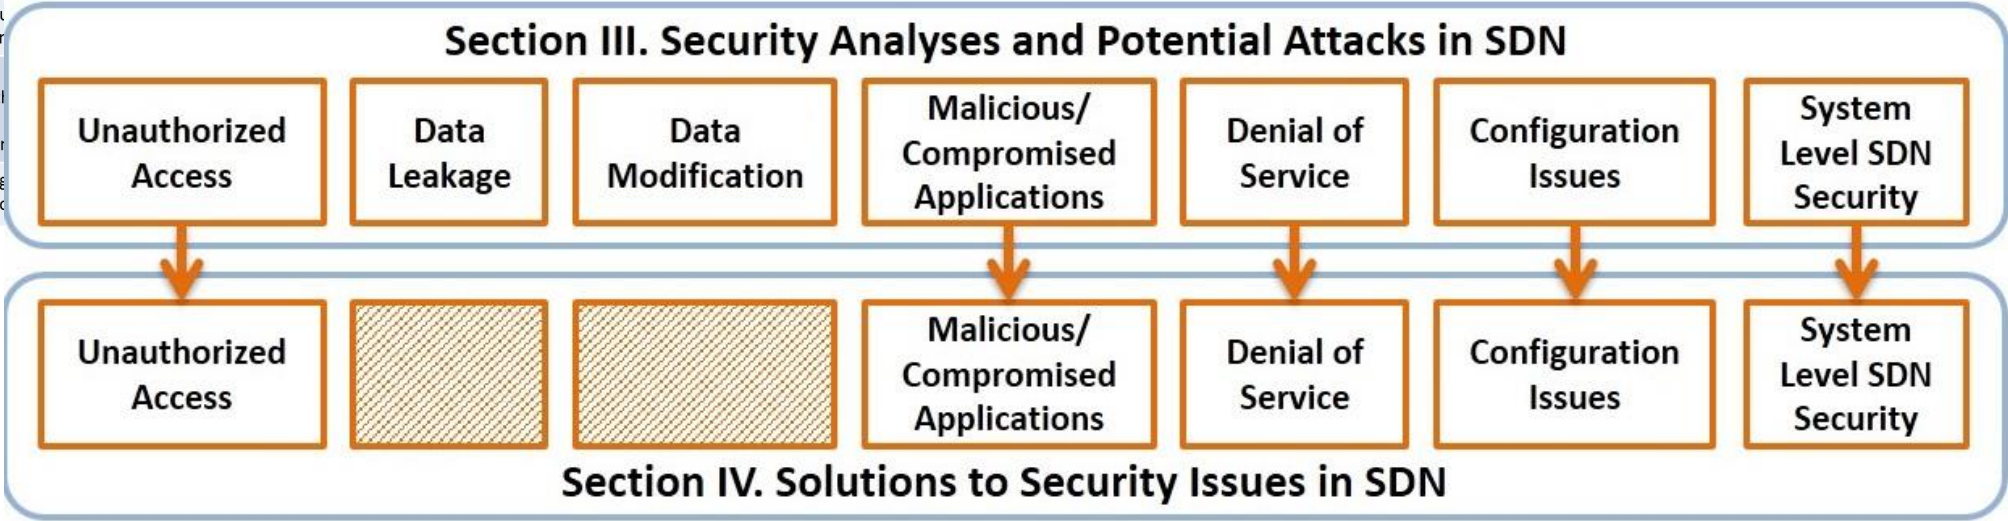 Section III. Security Analyses and Potential Attacks in SDN
Unauthorized
Access
Data
Leakage
Data
Modification
Malicious/
Compromised
Applications
Denial of
Service
Configuration
Issues
System
Level SDN
Security
Unauthorized
Access
Malicious/
Compromised
Applications
Denial of
Service
Configuration
Issues
System
Level SDN
Security
Section IV. Solutions to Security Issues in SDN